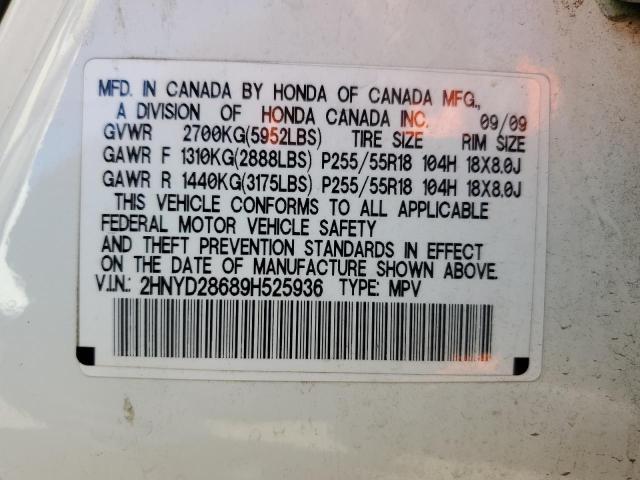 MFD. IN CANADA BY HONDA OF CANADA MFG.,
A DIVISION OF HONDA CANADA INC. 09/09
GVWR 2700KG(5952LBS) TIRE SIZE RIM SIZE
GAWR F 1310KG(2888LBS) P255/55R18 104H 18X8.0J
GAWR R 1440KG(3175LBS) P255/55R18 104H 18X8.0J
THIS VEHICLE CONFORMS TO ALL APPLICABLE
FEDERAL MOTOR VEHICLE SAFETY
AND THEFT PREVENTION STANDARDS IN EFFECT
ON THE DATE OF MANUFACTURE SHOWN ABOVE.
V.I.N.: 2HNYD28689H525936 TYPE: MPV